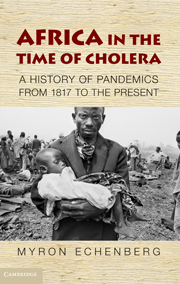 AFRICA IN THE
TIME OF CHOLERA
A HISTORY OF PANDEMICS
FROM 1817 TO THE PRESENT
MYRON ECHENBERG
CAMBRIDGE